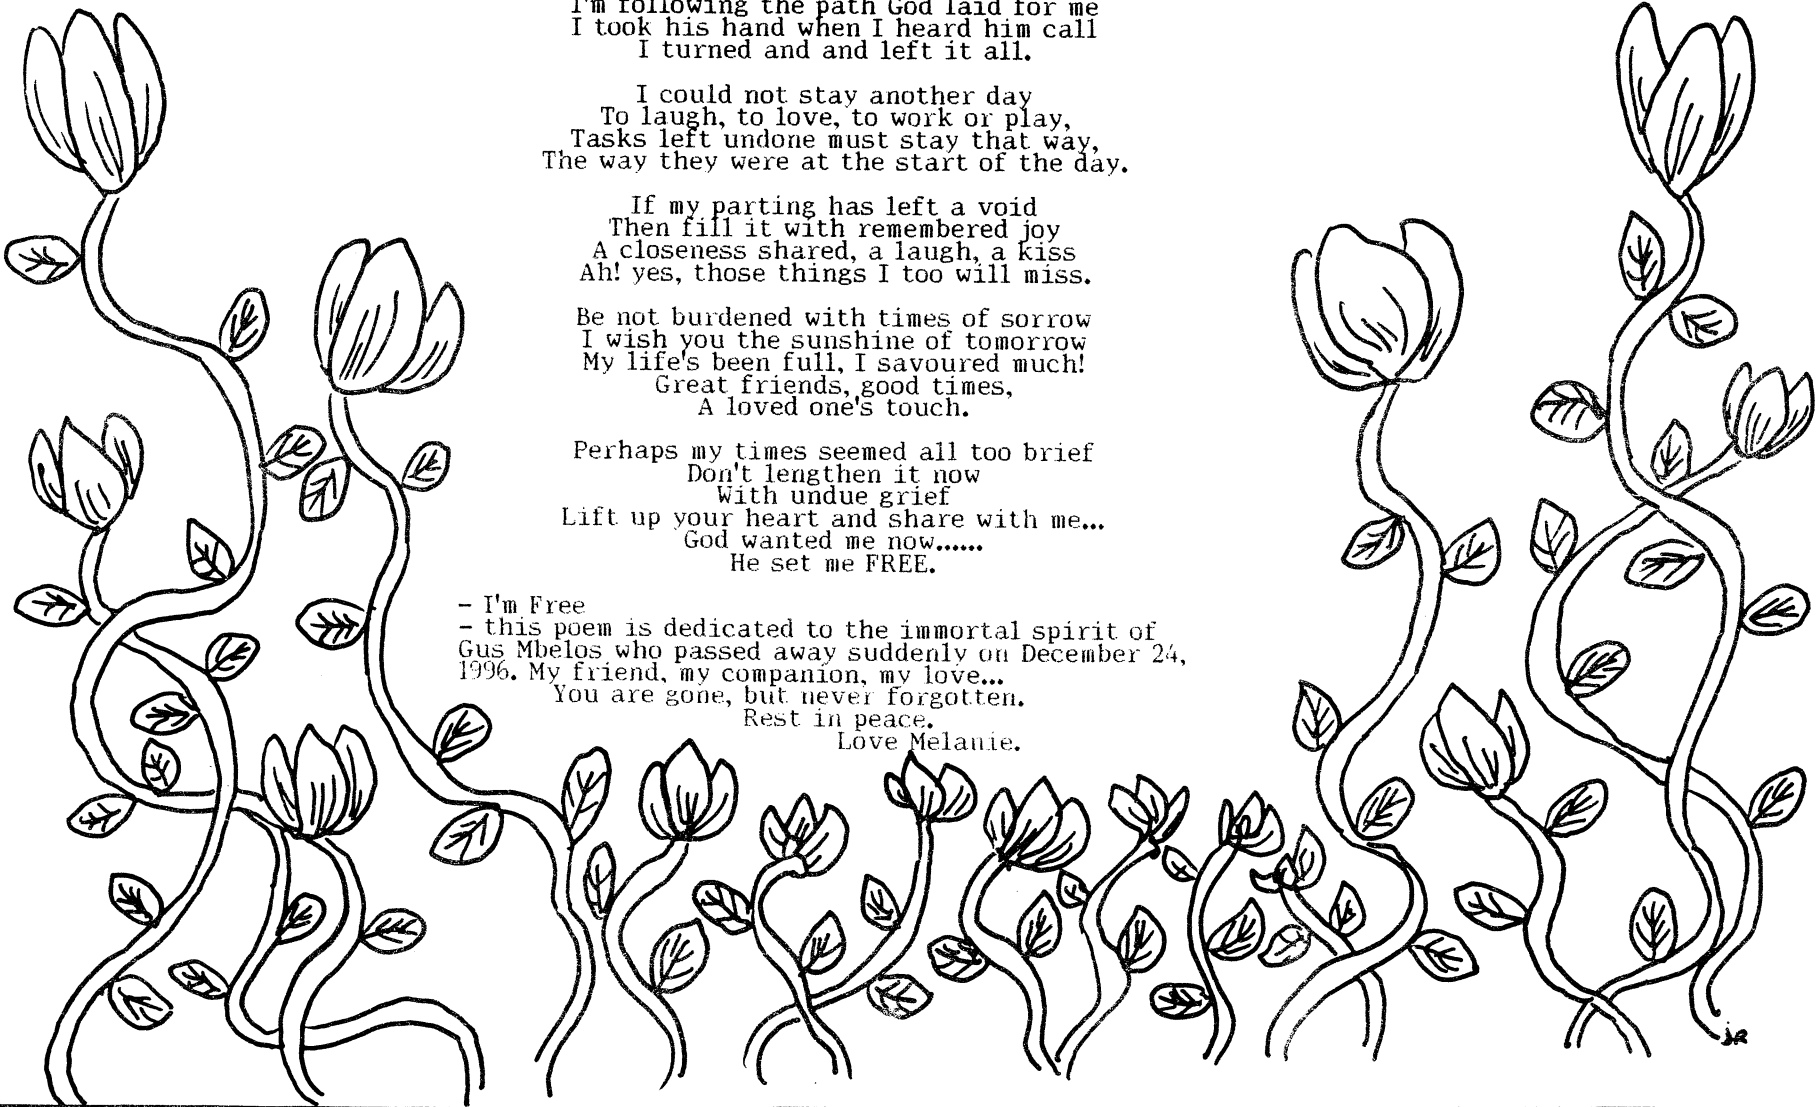 I'm following the path God laid for me
I took his hand when I heard him call
I turned and and left it all.
I could not stay another day
To laugh, to love, to work or play,
Tasks left undone must stay that way,
The way they were at the start of the day.
If my parting has left a void
Then fill it with remembered joy
A closeness shared, a laugh, a kiss
Ah! yes, those things I too will miss.
Be not burdened with times of sorrow
I wish you the sunshine of tomorrow
My life's been full, I savoured much!
Great friends, good times,
A loved one's touch.
Perhaps my times seemed all too brief
Don't lengthen it now
With undue grief
Lift up your heart and share with me...
God wanted me now......
He set me FREE.
- I'm Free
- this poem is dedicated to the immortal spirit of
Gus Mbelos who passed away suddenly on December 24,
1996. My friend, my companion, my love...
You are gone, but never forgotten.
Rest in peace.
Love Melanie.
JR